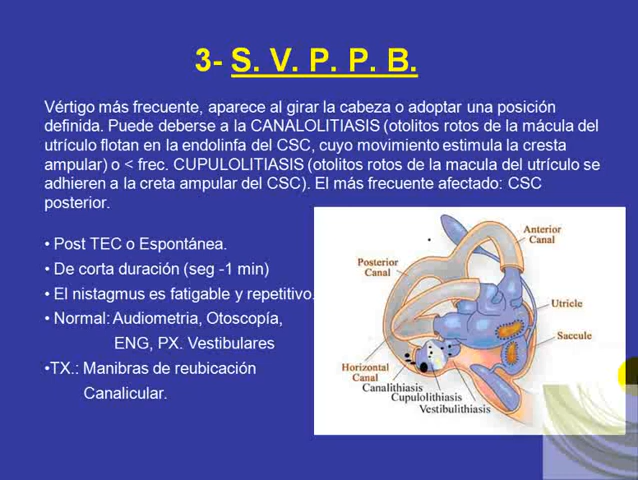 3- S. V. P. P. B.
Vértigo más frecuente, aparece al girar la cabeza o adoptar una posición
definida. Puede deberse a la CANALOLITIASIS (otolitos rotos de la mácula del
utrículo flotan en la endolinfa del CSC, cuyo movimiento estimula la cresta
ampular) o < frec. CUPULOLITIASIS (otolitos rotos de la macula del utrículo se
adhieren a la creta ampular del CSC). El más frecuente afectado: CSC
posterior.
• Post TEC o Espontánea.
• De corta duración (seg -1 min)
• El nistagmus es fatigable y repetitivo.
• Normal: Audiometria, Otoscopía,
ENG, PX. Vestibulares
•TX.: Manibras de reubicación
Canalicular.
Anterior
Canal
Posterior
Canal
Utricle
Saccule
Horizontal
Canal
Canalithiasis
Cupulolithiasis
Vestibulithiasis